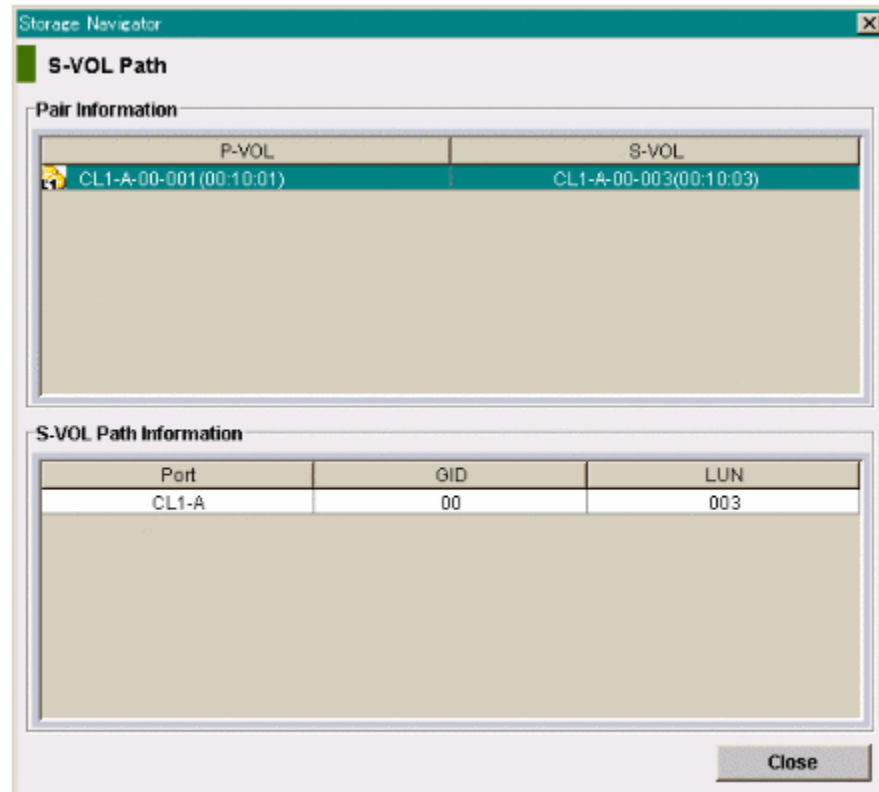 Storage Navigator
S-VOL Path
Pair Information
P-VOL S-VOL
CL1-A-00-001(00:10:01) CL1-A-00-003(00:10:03)
S-VOL Path Information
Port GID LUN
CL1-A 00 003
Close